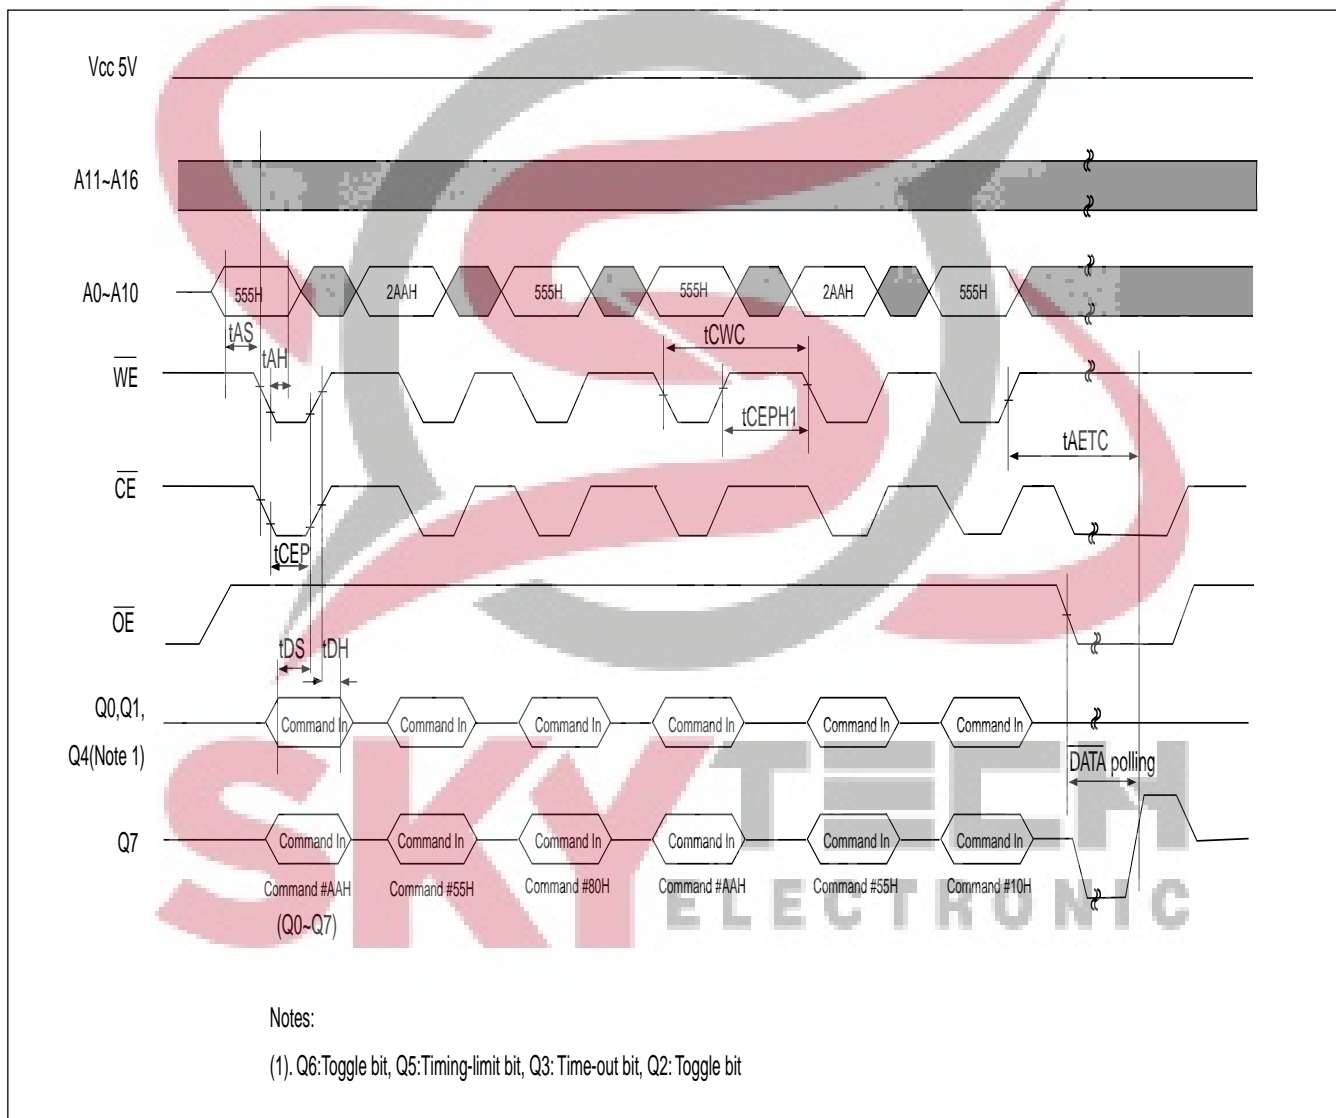 Vcc 5V
A11~A16
A0~A10
555H
2AAH
555H
555H
2AAH
555H
tAS
tAH
tCWC
WE
tCEPH1
tAETC
CE
tCEP
OE
tDS
tDH
Q0,Q1,
Command In
Command In
Command In
Command In
Command In
Command In
Q4(Note 1)
DATA polling
Q7
Command In
Command In
Command In
Command In
Command In
Command In
Command #AAH
Command #55H
Command #80H
Command #AAH
Command #55H
Command #10H
(Q0~Q7)
SKYTECH
ELECTRONIC
Notes:
(1). Q6:Toggle bit, Q5:Timing-limit bit, Q3: Time-out bit, Q2: Toggle bit